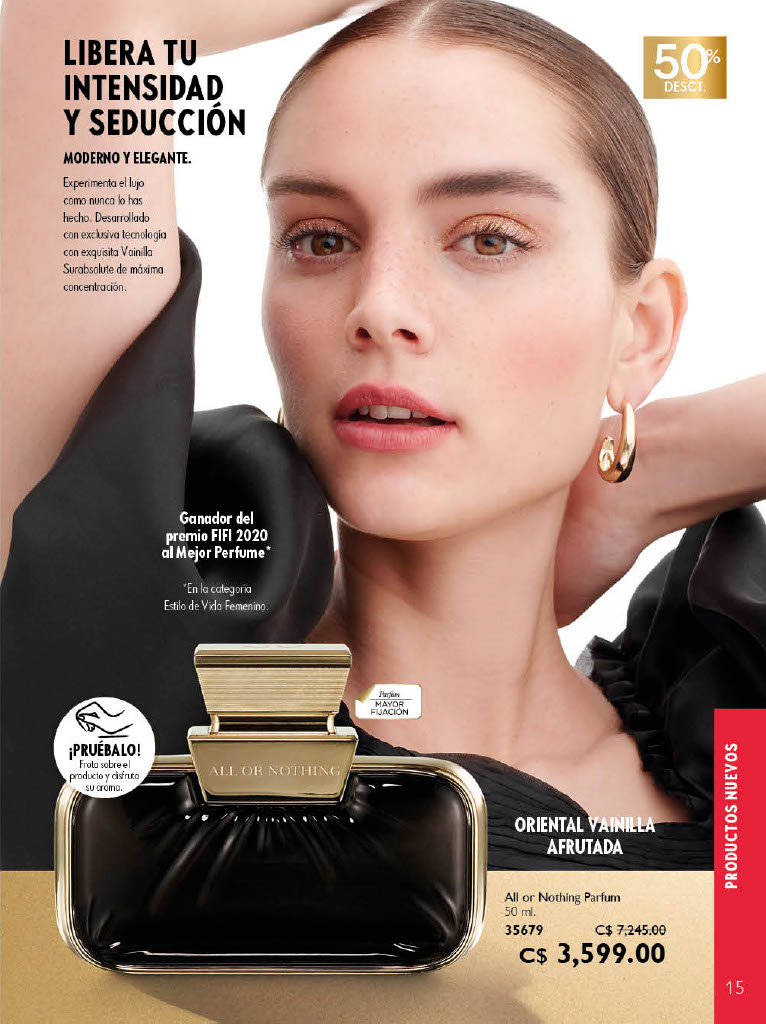 LIBERA TU
INTENSIDAD
Y SEDUCCIÓN
MODERNO Y ELEGANTE.
Experimenta el lujo
como nunca lo has
hecho. Desarrollado
con exclusiva tecnología
con exquisita Vainilla
Surabsolute de máxima
concentración.
50%
DESCT.
Ganador del
premio FIFI 2020
al Mejor Perfume*
*En la categoría
Estilo de Vida Femenino.
Parfum
MAYOR
FIJACIÓN
¡PRUÉBALO!
Frota sobre el
producto y disfruta
su aroma.
ALL OR NOTHING
ORIENTAL VAINILLA
AFRUTADA
All or Nothing Parfum
50 ml.
35679 C$ 7,245.00
C$ 3,599.00
PRODUCTOS NUEVOS
15